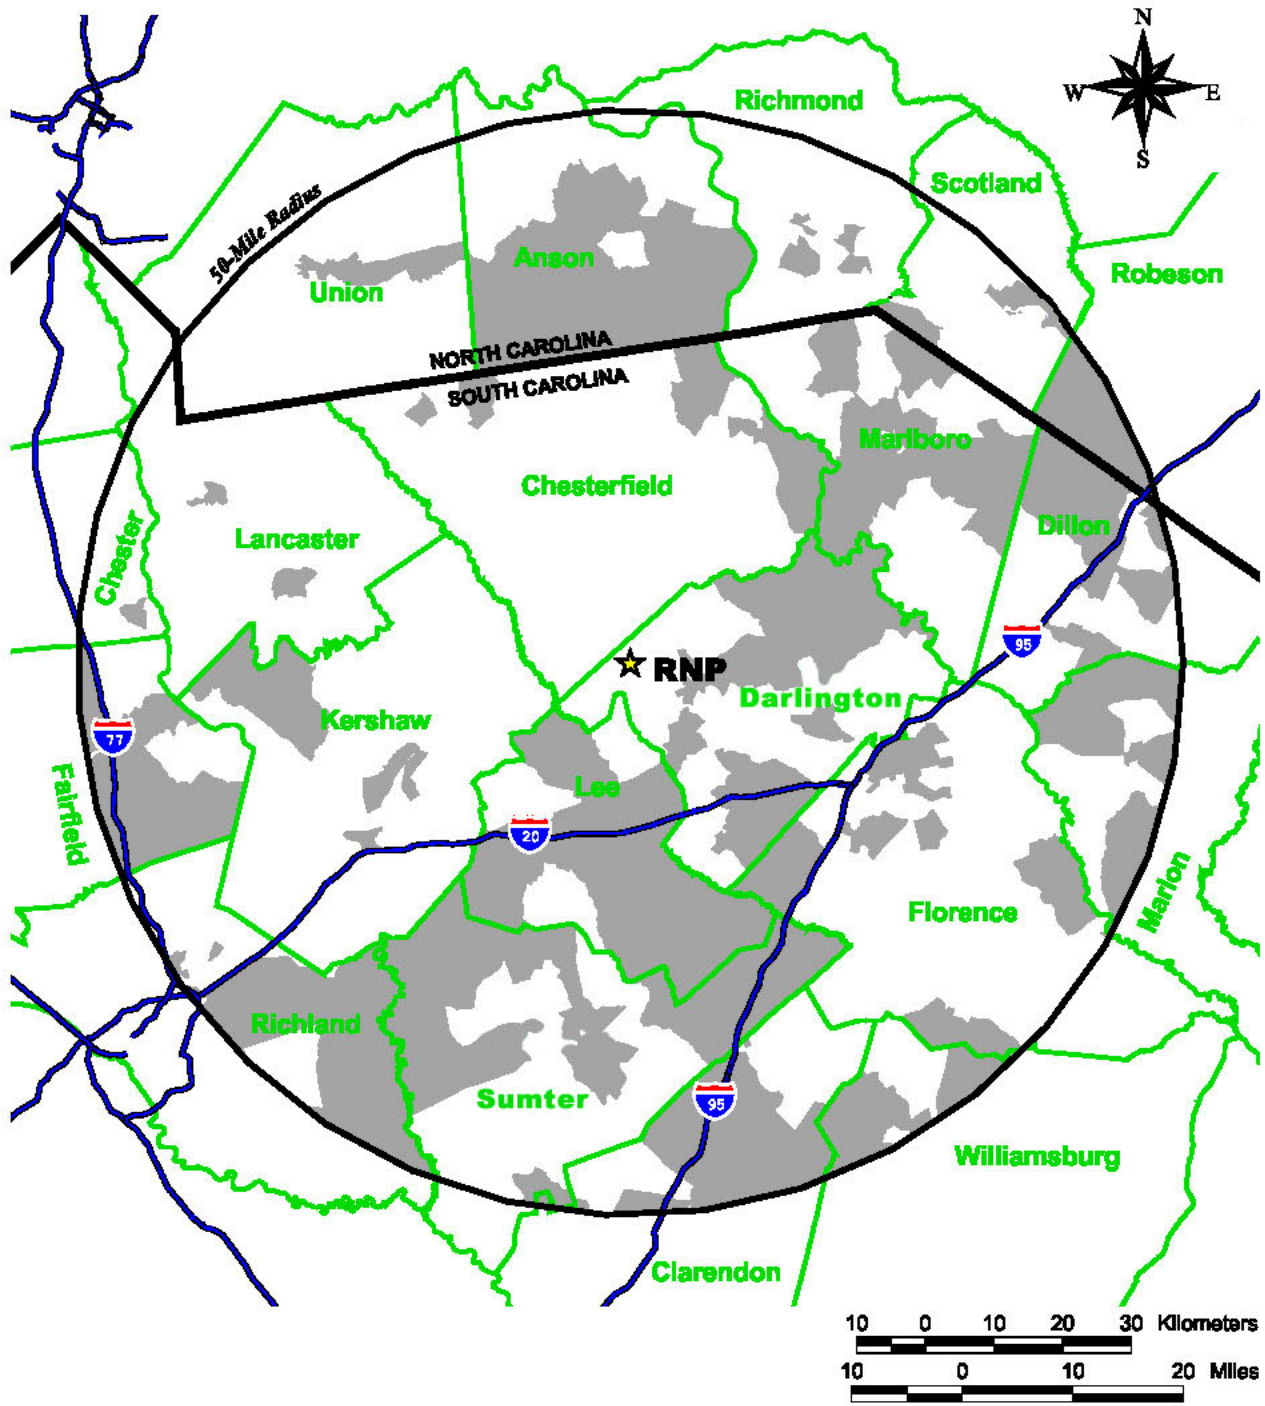 N
Richmond
W E
S
Scotland
50-Mile Radius
Anson
Robeson
Union
NORTH CAROLINA
SOUTH CAROLINA
Marlboro
Chesterfield
Dillon
Lancaster
Chester
95
RNP
Darlington
Kershaw
77
Lee
Fairfield
20
Marion
Florence
Richland
Sumter
95
Williamsburg
Clarendon
10 0 10 20 30 Kilometers
10 0 10 20 Miles